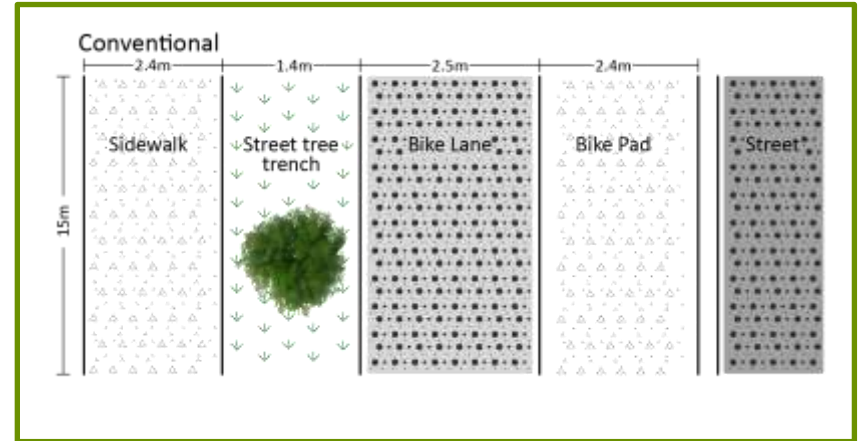 Conventional
2.4m 1.4m 2.5m 2.4m
Sidewalk Street tree Bike Lane Bike Pad Street
trench
15m